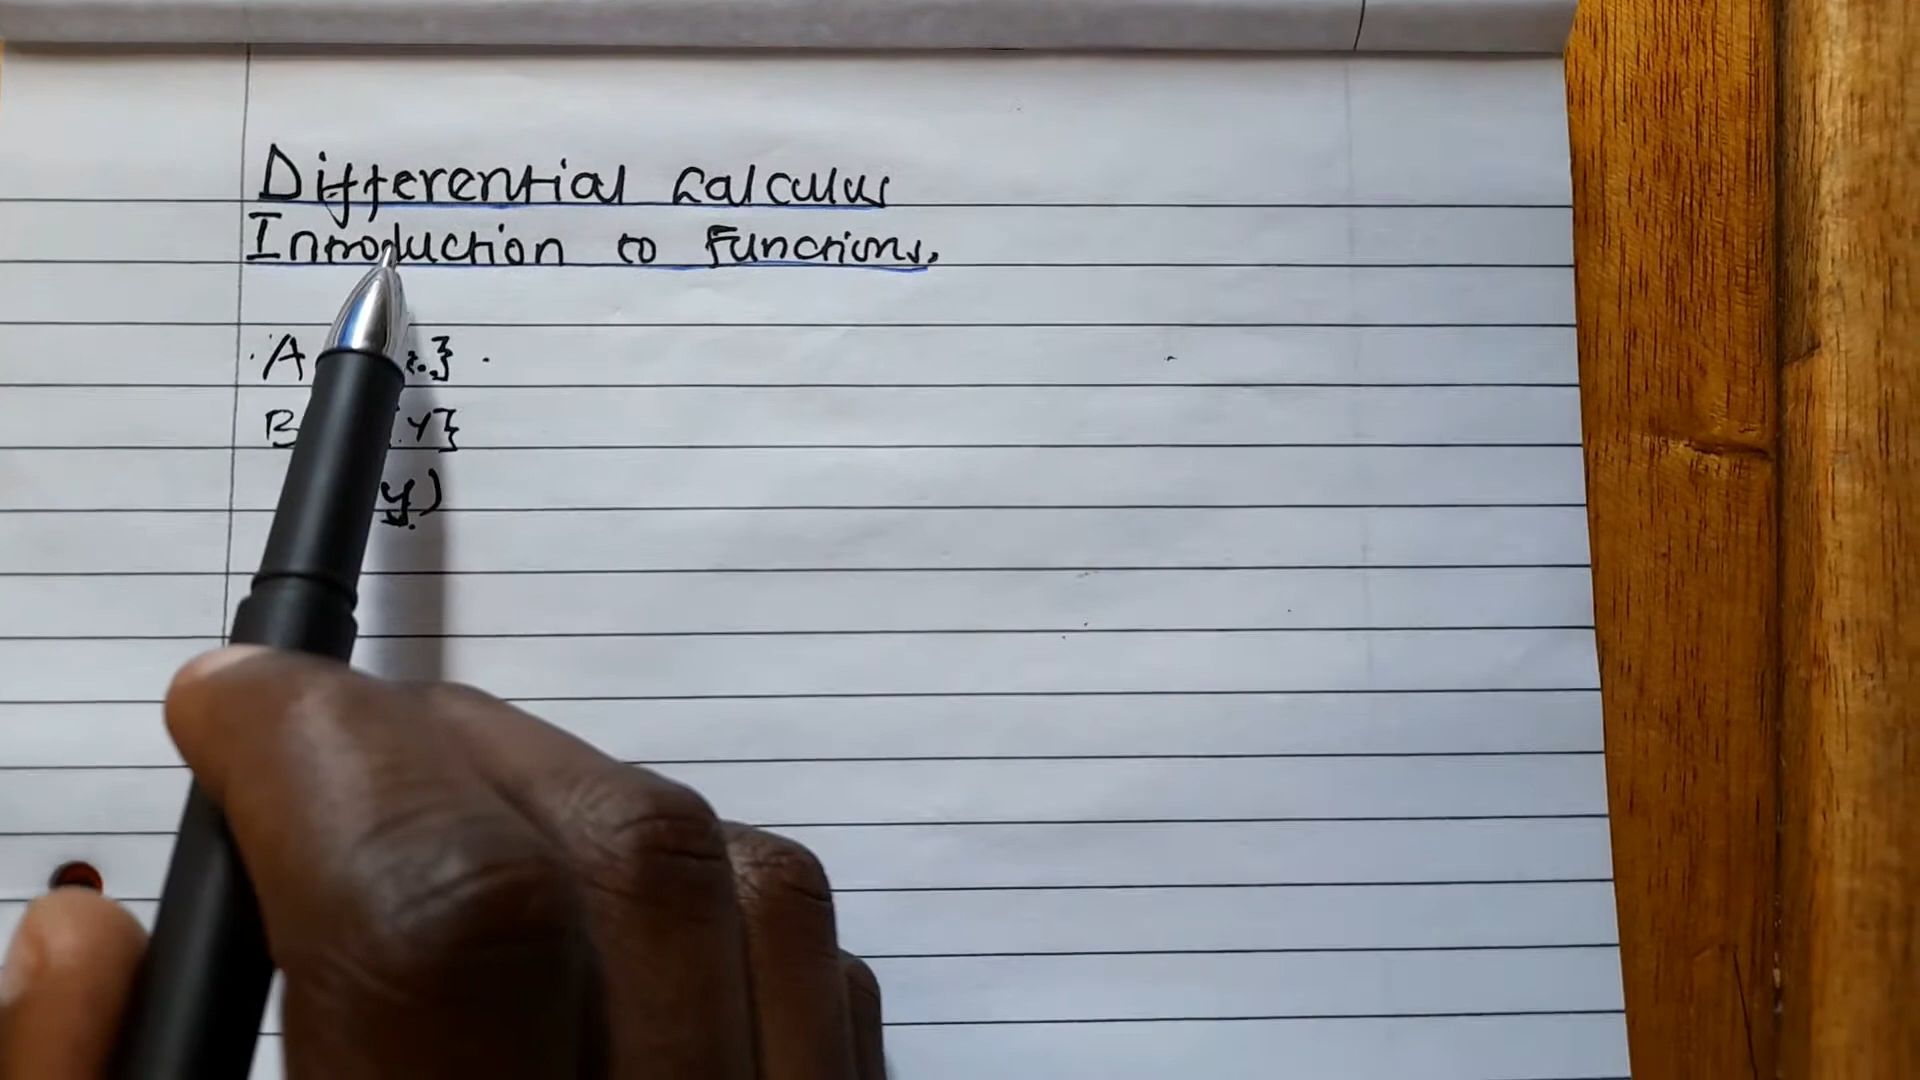 Differential calculus
Introduction to Functions.
A .}
B {Y}
y)